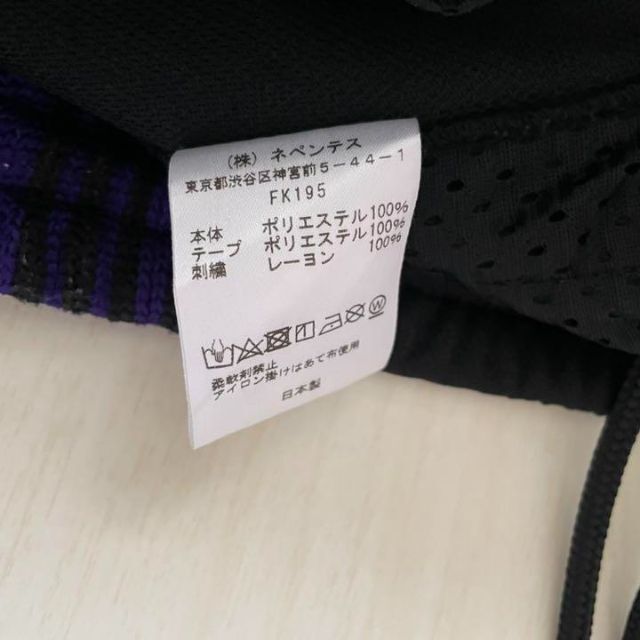 (株) ネペンテス
東京都渋谷区神宮前5-44-1
FK195
本体 ポリエステル100%
テープ ポリエステル100%
刺繍 レーヨン 100%
柔軟剤禁止
アイロン掛けはあて布使用
日本製